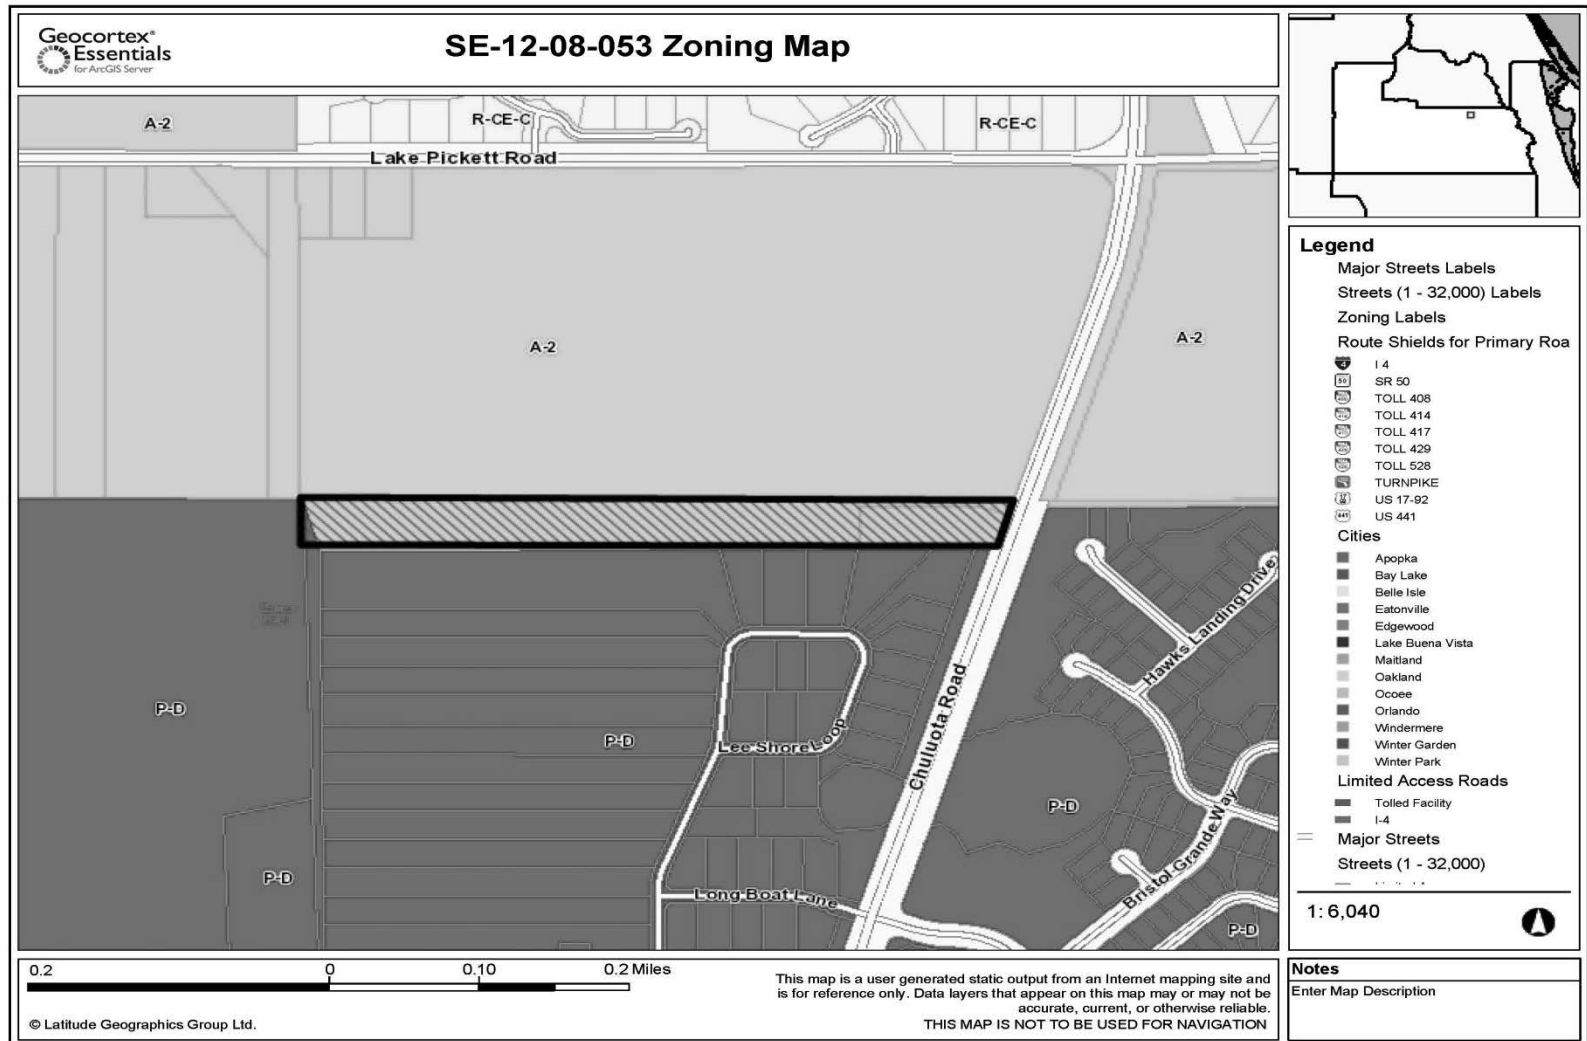 Geocortex®
Essentials
for ArcGIS Server
SE-12-08-053 Zoning Map
A-2
R-CE-C
R-CE-C
Lake Pickett Road
A-2
A-2
P-D
P-D
P-D
P-D
P-D
Lee Shore Loop
Long Boat Lane
Chuluota Road
Hawks Landing Drive
Bristol Grande Way
Legend
Major Streets Labels
Streets (1 - 32,000) Labels
Zoning Labels
Route Shields for Primary Roa
I 4
SR 50
TOLL 408
TOLL 414
TOLL 417
TOLL 429
TOLL 528
TURNPIKE
US 17-92
US 441
Cities
Apopka
Bay Lake
Belle Isle
Eatonville
Edgewood
Lake Buena Vista
Maitland
Oakland
Ocoee
Orlando
Windermere
Winter Garden
Winter Park
Limited Access Roads
Tolled Facility
I-4
Major Streets
Streets (1 - 32,000)
1: 6,040
0.2 0 0.10 0.2 Miles
© Latitude Geographics Group Ltd.
This map is a user generated static output from an Internet mapping site and
is for reference only. Data layers that appear on this map may or may not be
accurate, current, or otherwise reliable.
THIS MAP IS NOT TO BE USED FOR NAVIGATION
Notes
Enter Map Description